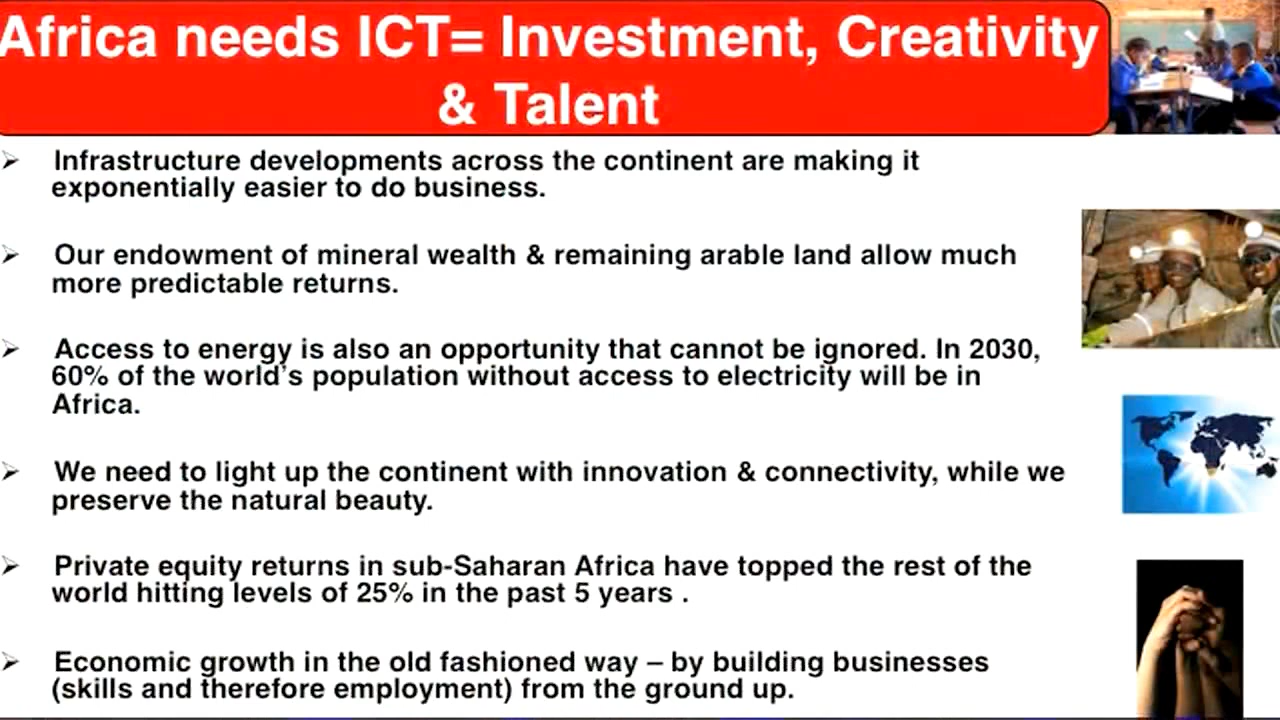 Africa needs ICT= Investment, Creativity
& Talent
➢ Infrastructure developments across the continent are making it
exponentially easier to do business.
➢ Our endowment of mineral wealth & remaining arable land allow much
more predictable returns.
➢ Access to energy is also an opportunity that cannot be ignored. In 2030,
60% of the world's population without access to electricity will be in
Africa.
➢ We need to light up the continent with innovation & connectivity, while we
preserve the natural beauty.
➢ Private equity returns in sub-Saharan Africa have topped the rest of the
world hitting levels of 25% in the past 5 years .
➢ Economic growth in the old fashioned way – by building businesses
(skills and therefore employment) from the ground up.